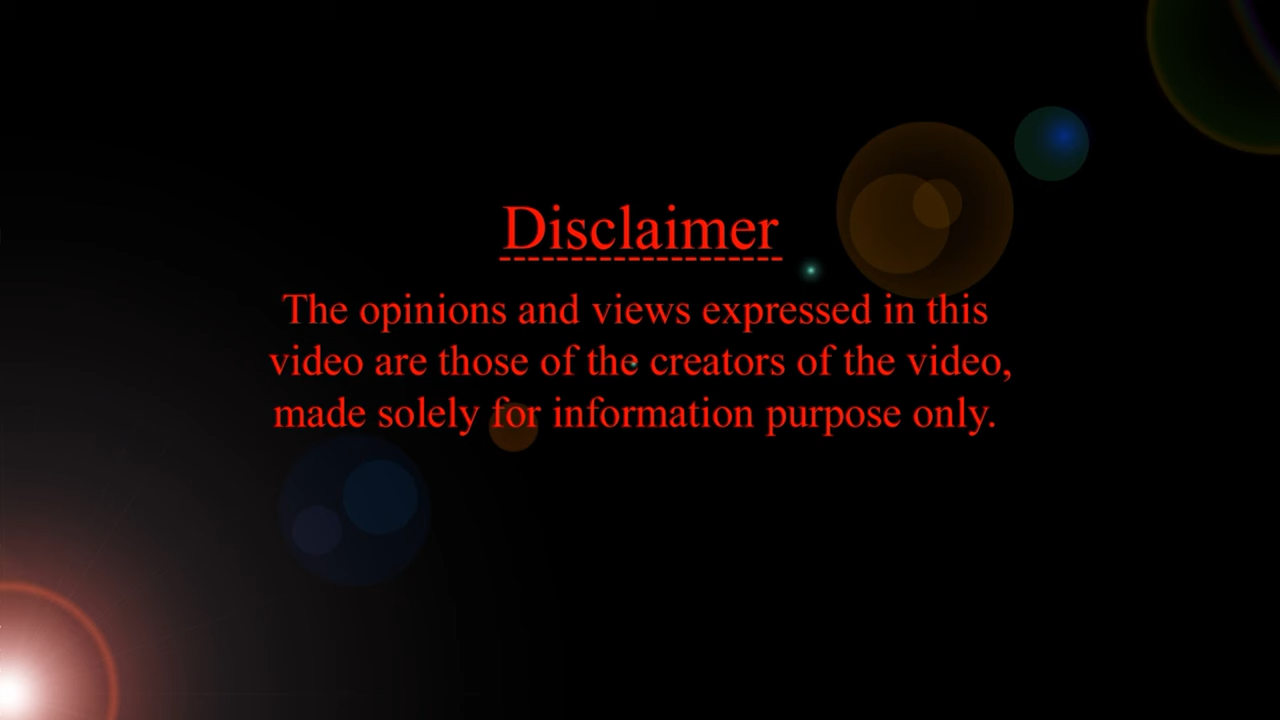 Disclaimer
The opinions and views expressed in this
video are those of the creators of the video,
made solely for information purpose only.